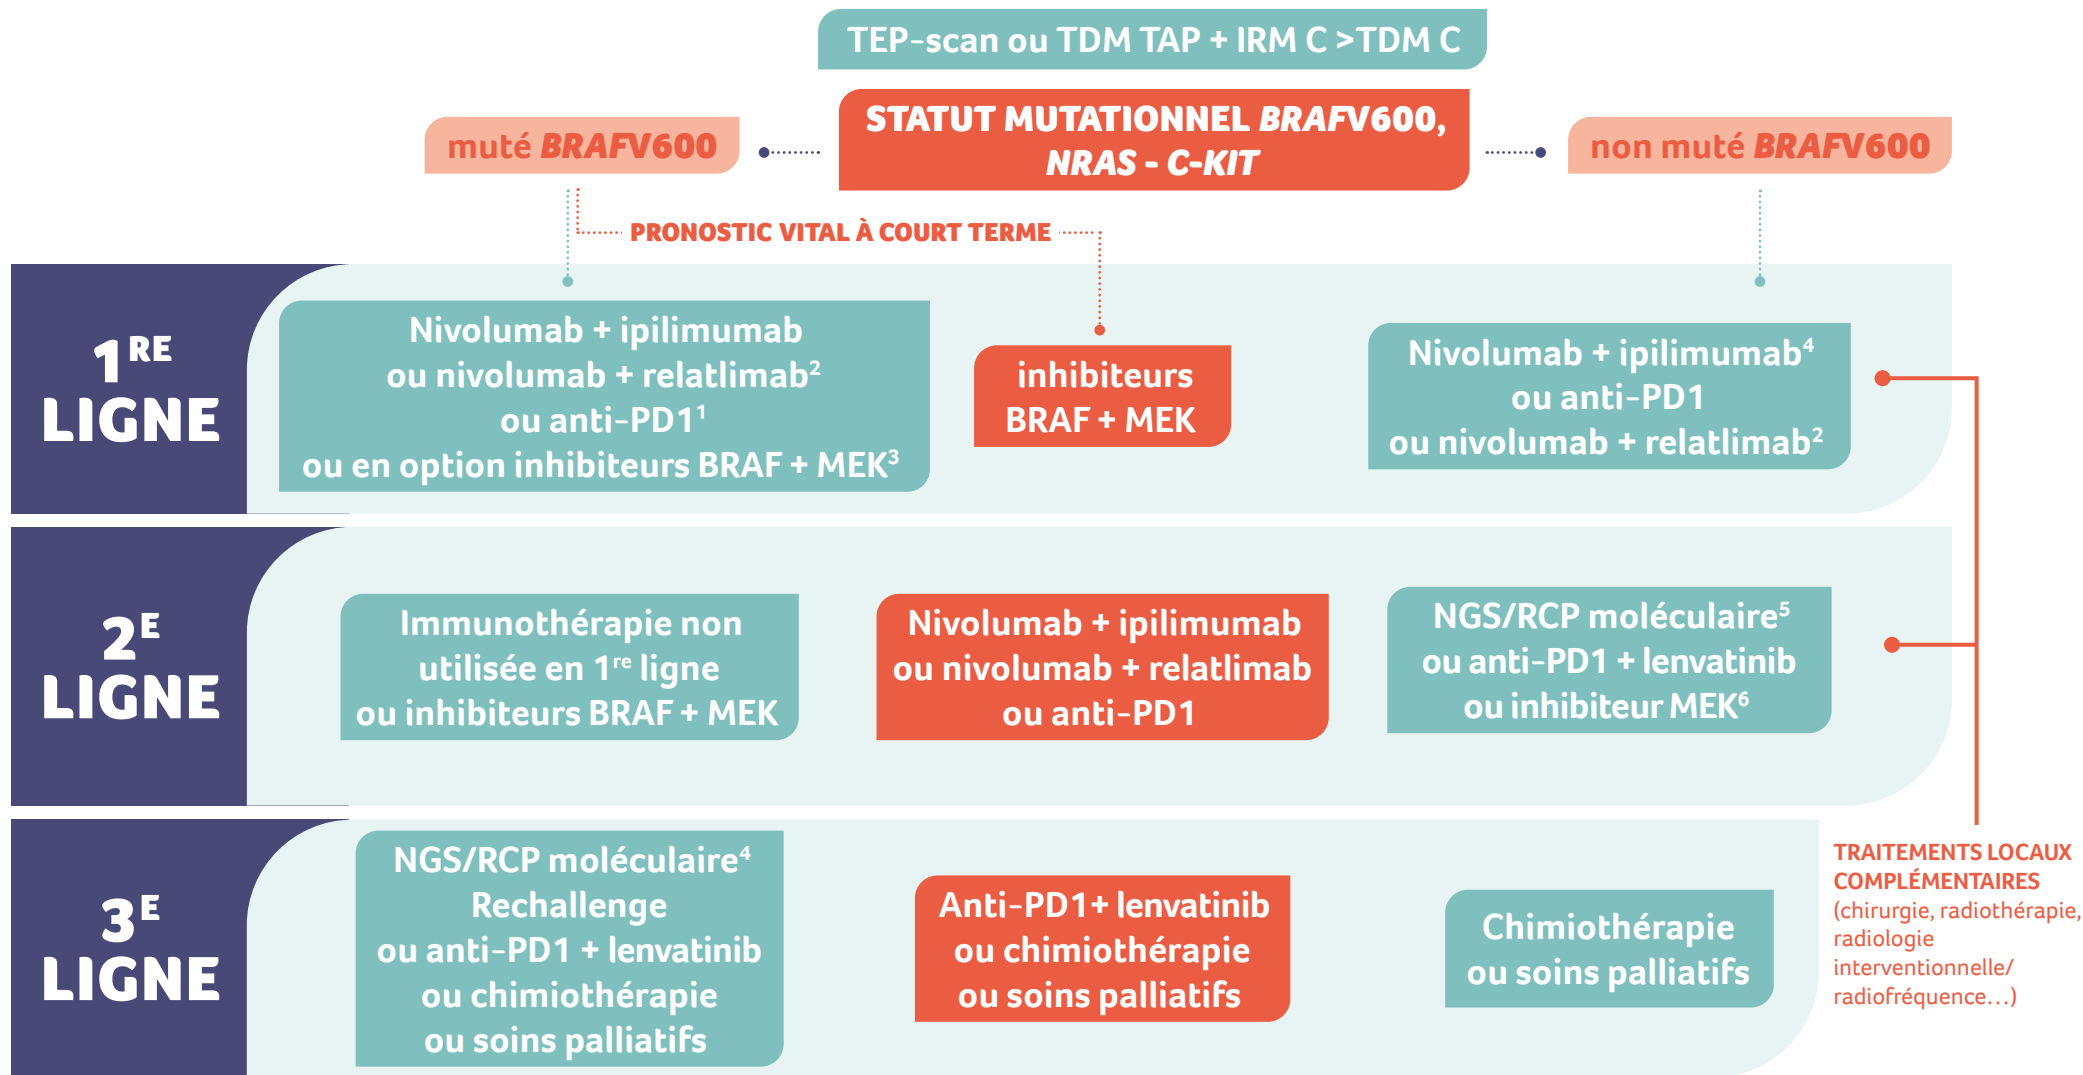 TEP-scan ou TDM TAP + IRM C >TDM C
STATUT MUTATIONNEL BRAFV600,
NRAS - C-KIT
muté BRAFV600
non muté BRAFV600
PRONOSTIC VITAL À COURT TERME
1RE
LIGNE
Nivolumab + ipilimumab
ou nivolumab + relatlimab²
ou anti-PD1¹
ou en option inhibiteurs BRAF + MEK³
inhibiteurs
BRAF + MEK
Nivolumab + ipilimumab⁴
ou anti-PD1
ou nivolumab + relatlimab²
2E
LIGNE
Immunothérapie non
utilisée en 1re ligne
ou inhibiteurs BRAF + MEK
Nivolumab + ipilimumab
ou nivolumab + relatlimab
ou anti-PD1
NGS/RCP moléculaire⁵
ou anti-PD1 + lenvatinib
ou inhibiteur MEK⁶
3E
LIGNE
NGS/RCP moléculaire⁴
Rechallenge
ou anti-PD1 + lenvatinib
ou chimiothérapie
ou soins palliatifs
Anti-PD1+ lenvatinib
ou chimiothérapie
ou soins palliatifs
Chimiothérapie
ou soins palliatifs
TRAITEMENTS LOCAUX
COMPLÉMENTAIRES
(chirurgie, radiothérapie,
radiologie
interventionnelle/
radiofréquence…)